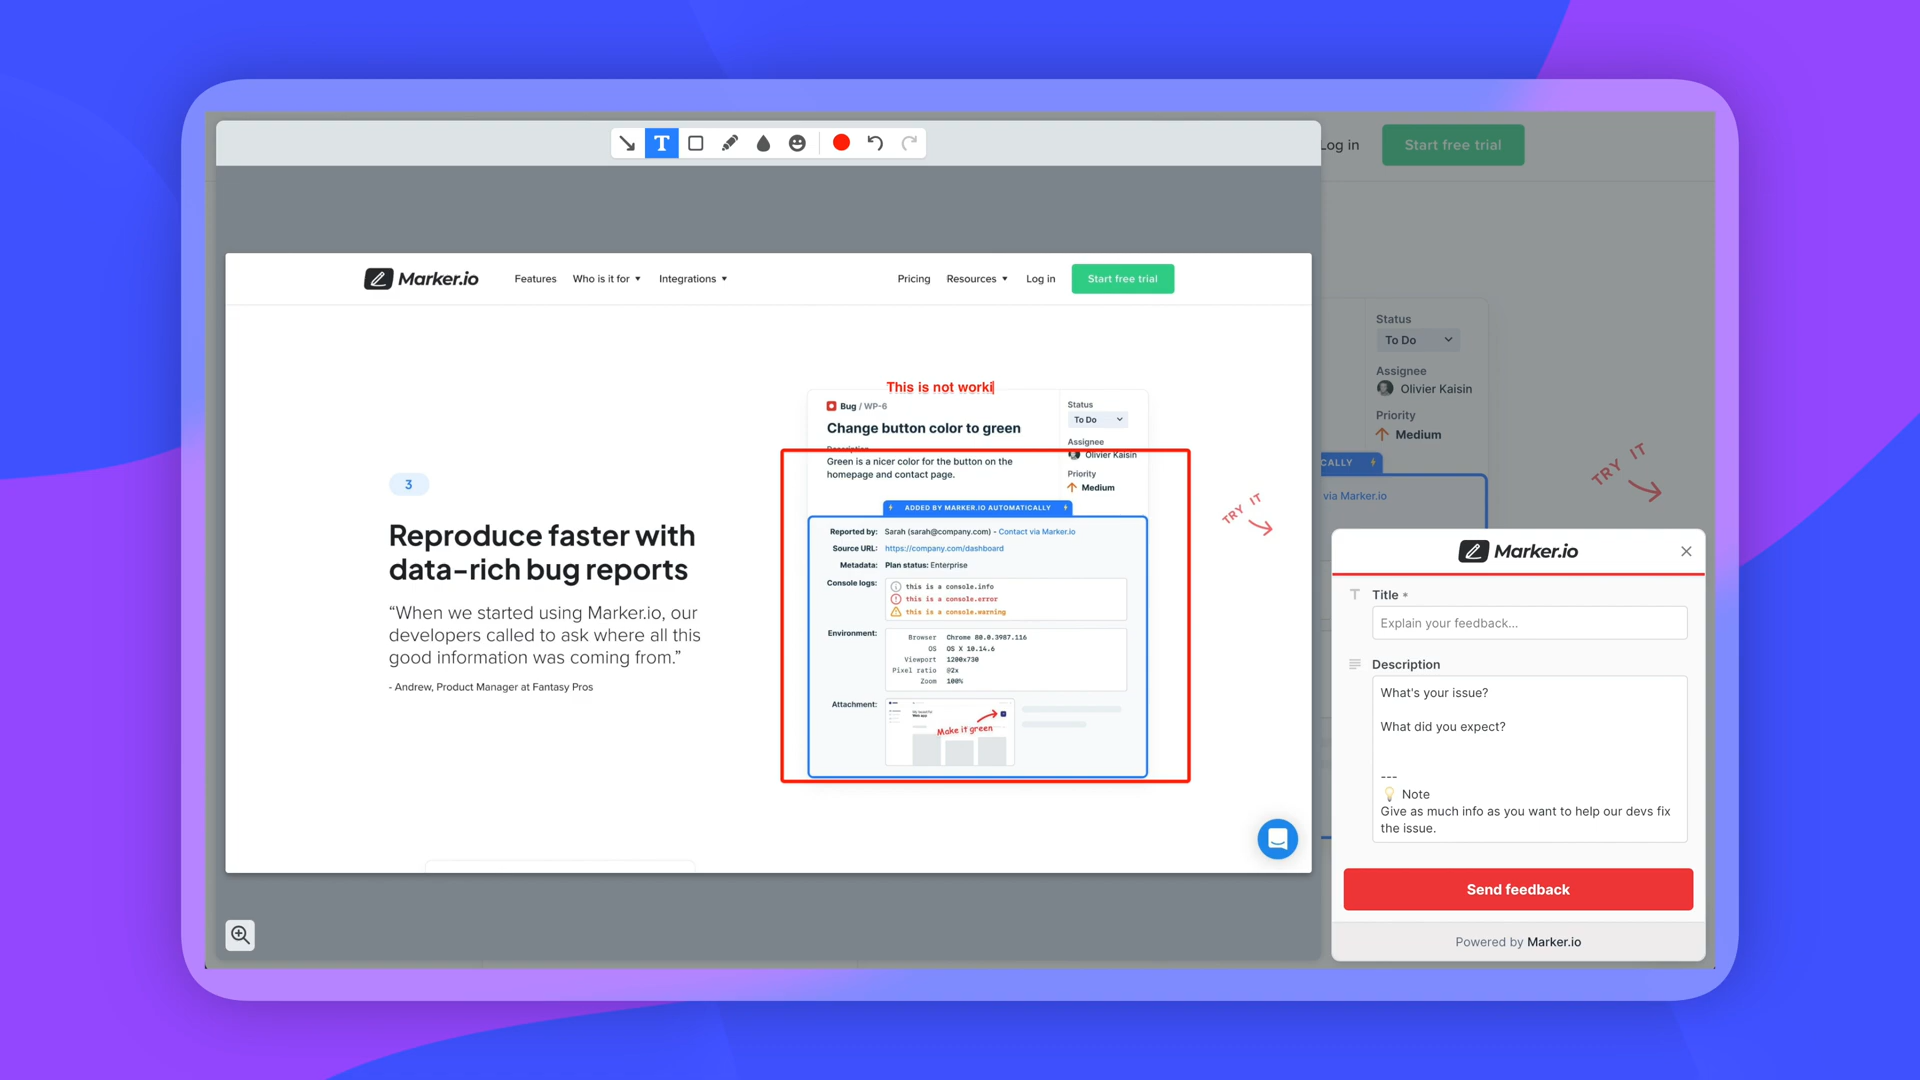 T
Log in
Start free trial
Marker.io
Features
Who is it for
Integrations
Pricing
Resources
Log in
Start free trial
This is not worki
Bug / WP-6
Change button color to green
Description
Green is a nicer color for the button on the
homepage and contact page.
Status
To Do
Assignee
Olivier Kaisin
Priority
Medium
ADDED BY MARKER.IO AUTOMATICALLY
Reported by: Sarah (sarah@company.com) - Contact via Marker.io
Source URL: https://company.com/dashboard
Metadata: Plan status: Enterprise
Console logs: this is a console.info
this is a console.error
this is a console.warning
Environment: Browser Chrome 80.0.3987.116
OS OS X 10.14.6
Viewport 1200x730
Pixel ratio @2x
Zoom 100%
Attachment:
Make it green
TRY IT
3
Reproduce faster with
data-rich bug reports
“When we started using Marker.io, our
developers called to ask where all this
good information was coming from.”
- Andrew, Product Manager at Fantasy Pros
Status
To Do
Assignee
Olivier Kaisin
Priority
Medium
CALLY
via Marker.io
TRY IT
Marker.io
T Title *
Explain your feedback...
Description
What's your issue?
What did you expect?
---
💡 Note
Give as much info as you want to help our devs fix
the issue.
Send feedback
Powered by Marker.io